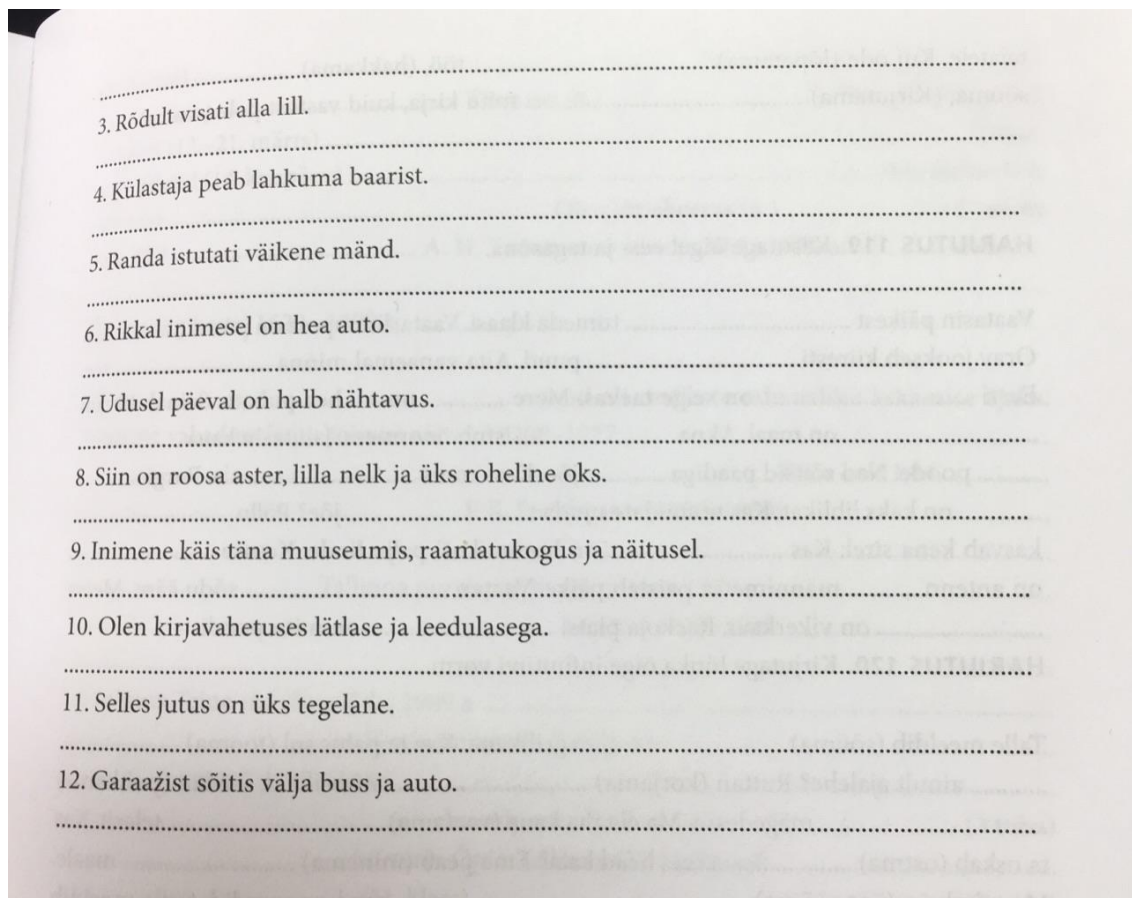 3. Rõdult visati alla lill.
4. Külastaja peab lahkuma baarist.
5. Randa istutati väikene mänd.
6. Rikkal inimesel on hea auto.
7. Udusel päeval on halb nähtavus.
8. Siin on roosa aster, lilla nelk ja üks roheline oks.
9. Inimene käis täna muuseumis, raamatukogus ja näitusel.
10. Olen kirjavahetuses lätlase ja leedulasega.
11. Selles jutus on üks tegelane.
12. Garaažist sõitis välja buss ja auto.